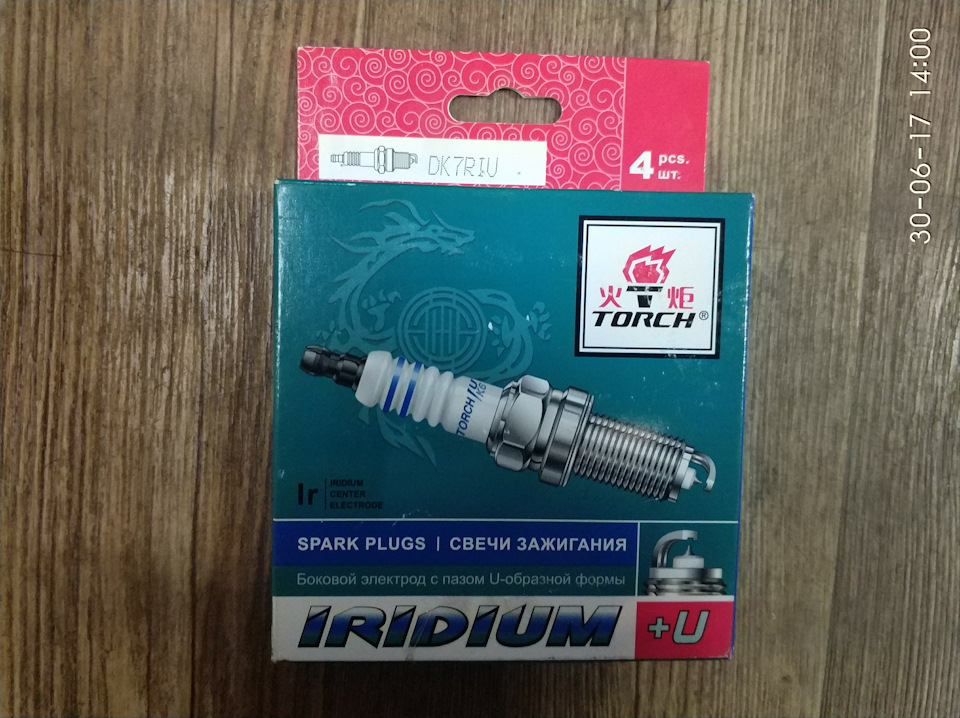 DK7RIU
4 pcs.
шт.
火 T 炬
TORCH®
TORCH/U
K6
Ir
IRIDIUM
CENTER
ELECTRODE
SPARK PLUGS | СВЕЧИ ЗАЖИГАНИЯ
Боковой электрод с пазом U-образной формы
IRIDIUM +U
30-06-17 14:00